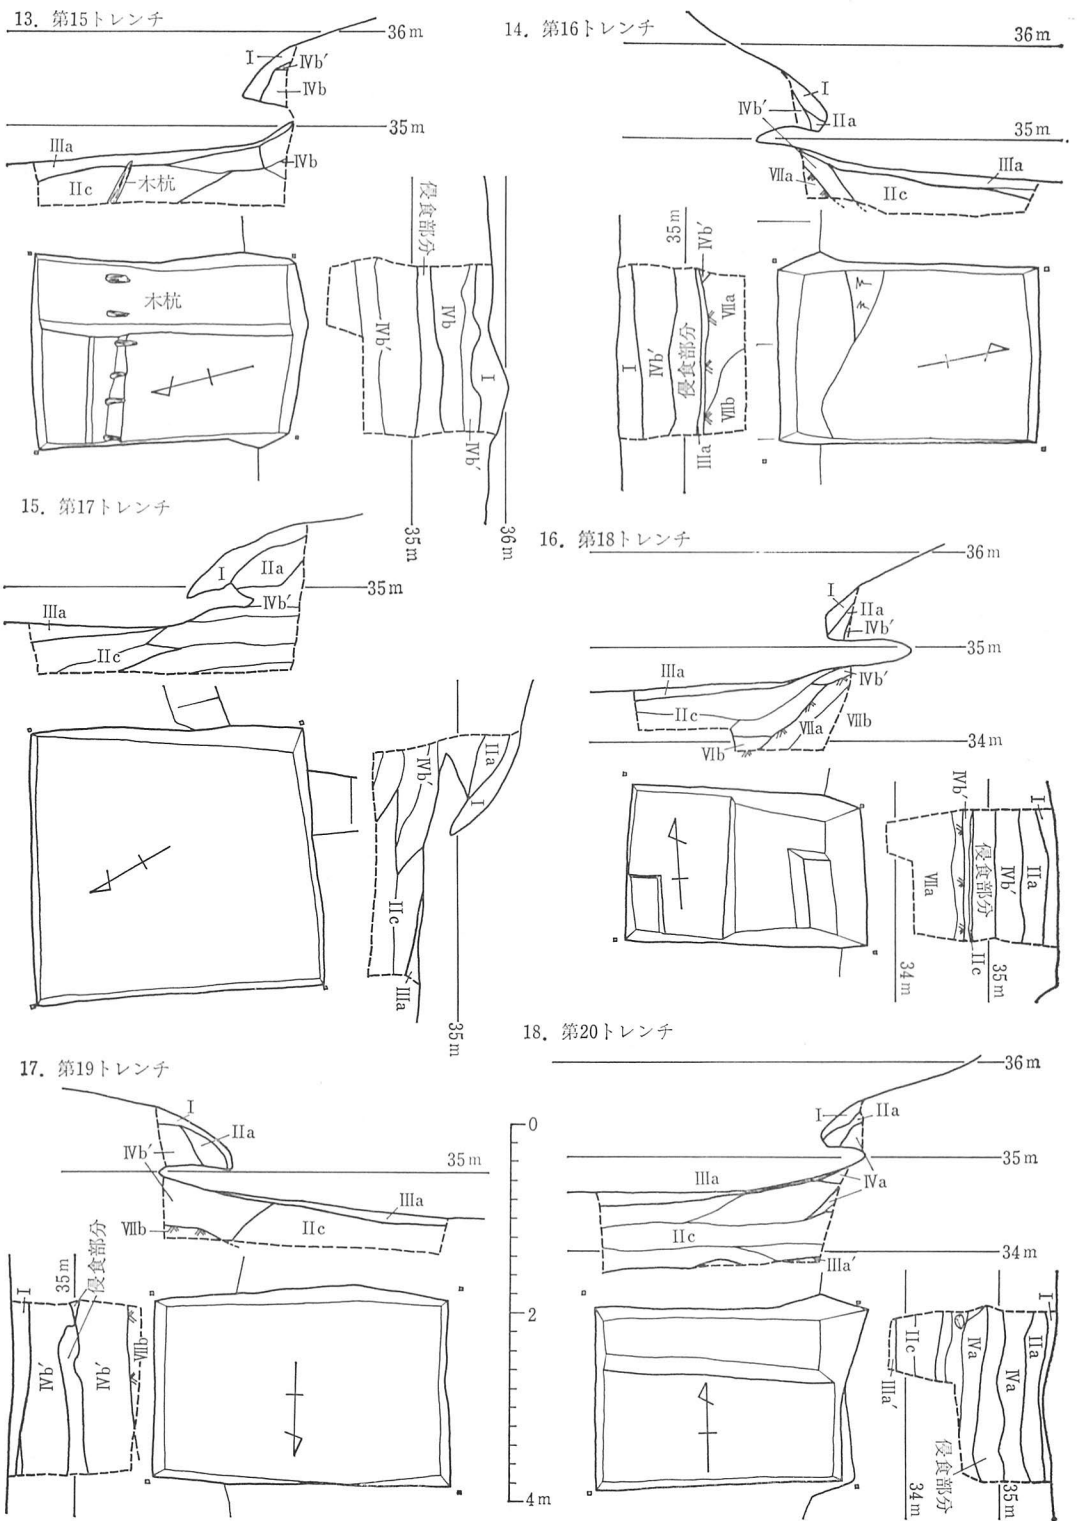 13. 第15トレンチ
36m
I
IVb′
IVb
35m
IIIa
IVb
IIc
木杭
木杭
侵食部分
IVb′
IVb
I
IVb′
35m
36m
14. 第16トレンチ
36m
I
IVb′
IIa
35m
IIIa
VIIa
IIc
35m
IVb′
VIIa
I
IVb′
侵食部分
VIIb
IIIa
15. 第17トレンチ
I
IIa
35m
IVb′
IIIa
IIc
IIa
IVb′
I
IIc
IIIa
35m
16. 第18トレンチ
36m
I
IIa
IVb′
35m
IIIa
IVb′
IIc
VIIa
VIIb
VIb
34m
IVb′
I
VIIa
侵食部分
IVb′
IIa
IIc
34m
35m
17. 第19トレンチ
I
IIa
IVb′
35m
IIIa
VIIb
IIc
侵食部分
35m
I
IVb′
IVb′
VIIb
0
2
4m
18. 第20トレンチ
36m
I
IIa
35m
IIIa
IVa
IIc
34m
IIIa′
I
IIc
IVa
IVa
IIa
IIIa′
侵食部分
34m
35m